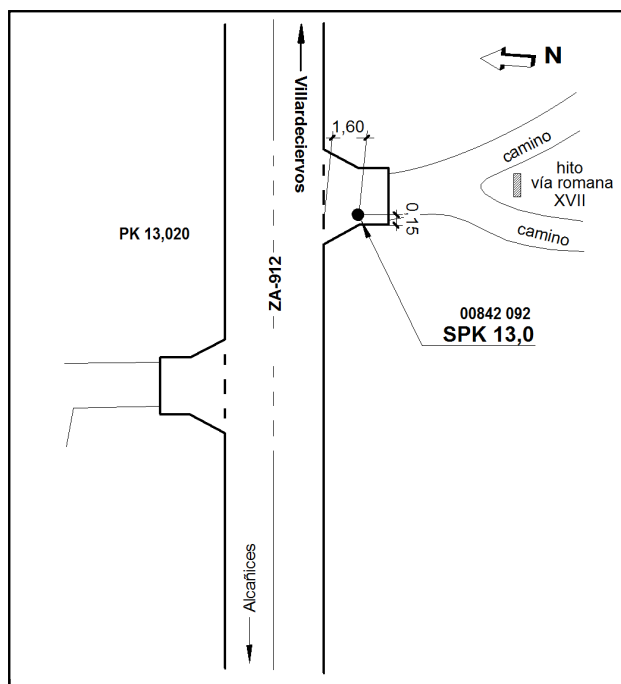 N
Villardeciervos
1,60
camino
hito
vía romana
XVII
camino
0,15
PK 13,020
ZA-912
00842 092
SPK 13,0
Alcañices